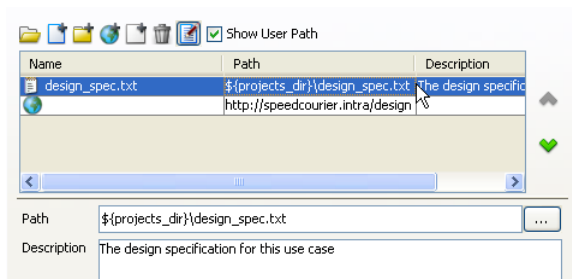 Show User Path
Name Path Description
design_spec.txt ${projects_dir}\design_spec.txt The design specific
http://speedcourier.intra/design
Path ${projects_dir}\design_spec.txt ...
Description The design specification for this use case